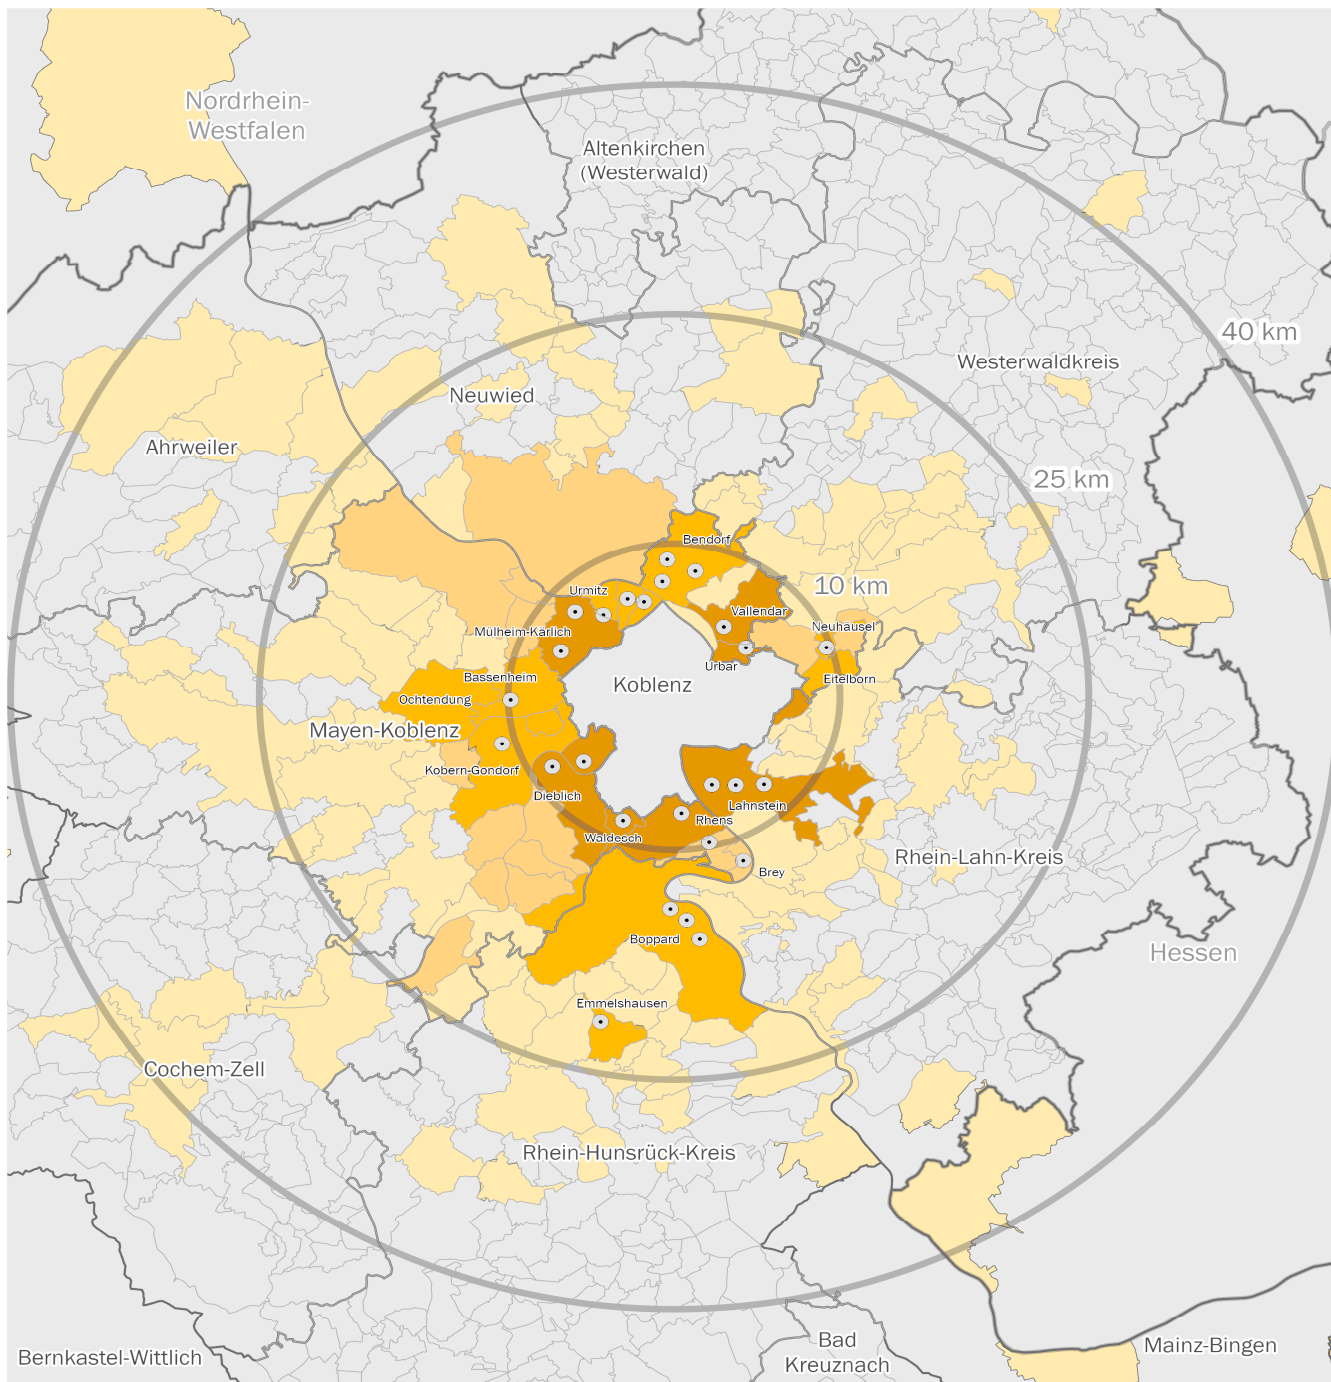 Nordrhein-
Westfalen
Altenkirchen
(Westerwald)
40 km
Westerwaldkreis
Neuwied
Ahrweiler
25 km
Bendorf
10 km
Urmitz
Vallendar
Mülheim-Kärlich
Neuhäusel
Urbar
Bassenheim
Koblenz
Eitelborn
Ochtendung
Mayen-Koblenz
Kobern-Gondorf
Dieblich
Lahnstein
Rhens
Waldesch
Rhein-Lahn-Kreis
Brey
Boppard
Hessen
Emmelshausen
Cochem-Zell
Rhein-Hunsrück-Kreis
Bernkastel-Wittlich
Bad
Kreuznach
Mainz-Bingen